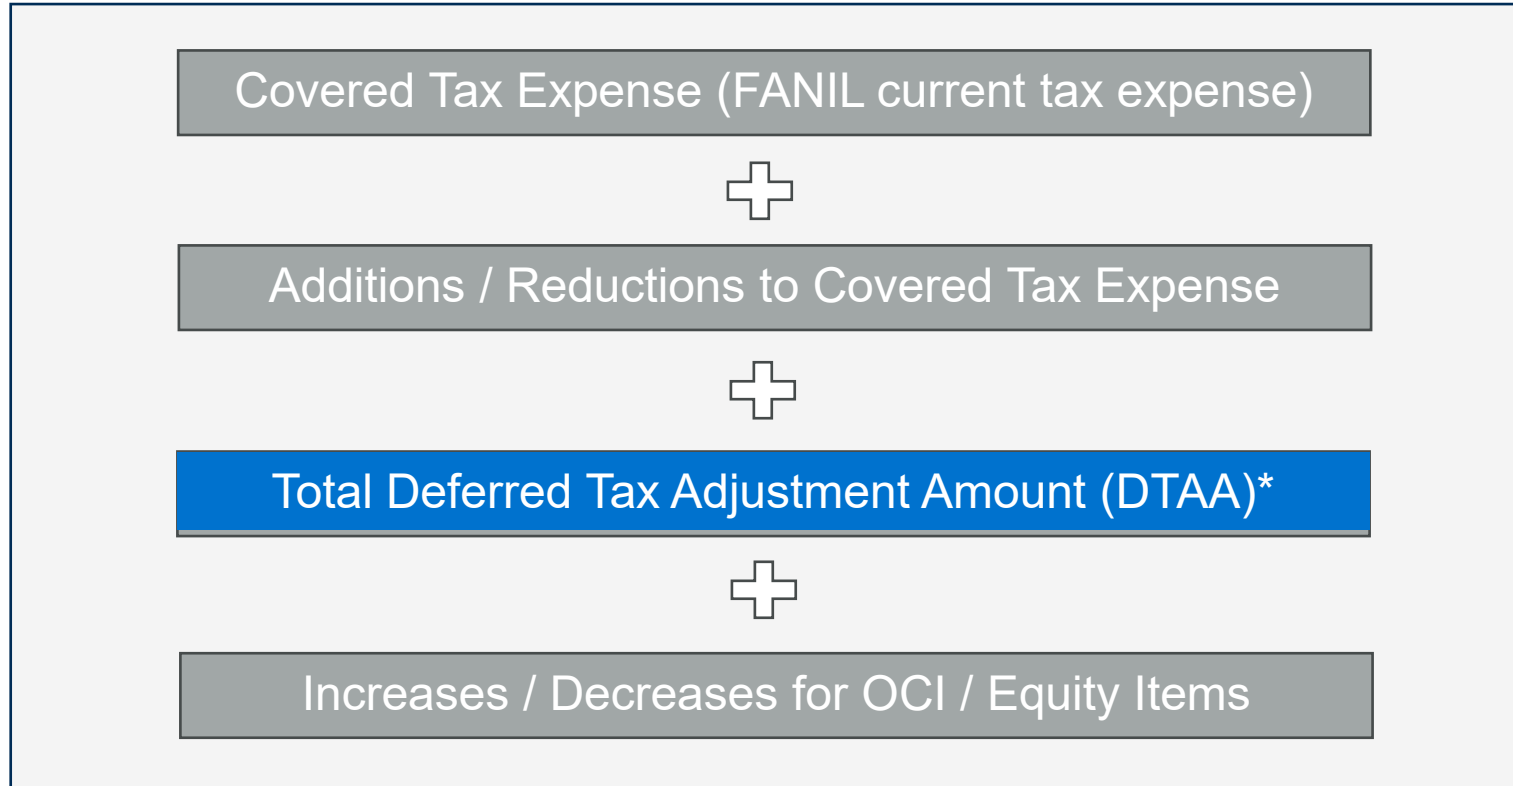 Covered Tax Expense (FANIL current tax expense)
Additions / Reductions to Covered Tax Expense
Total Deferred Tax Adjustment Amount (DTAA)*
Increases / Decreases for OCI / Equity Items